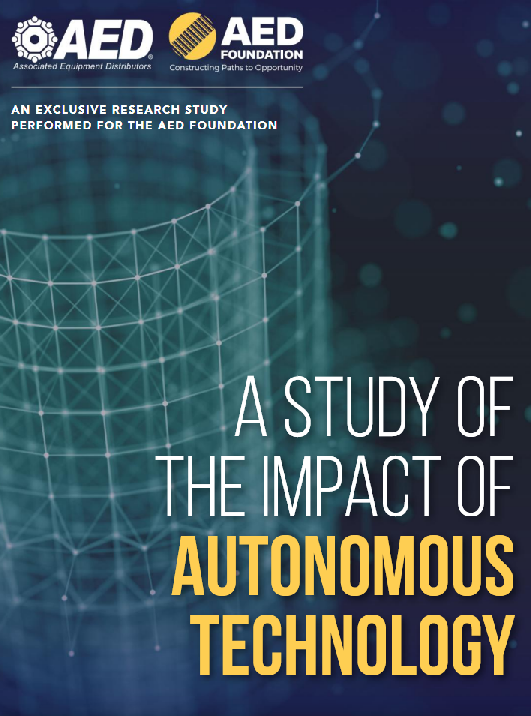 AED®
Associated Equipment Distributors
AED
FOUNDATION
Constructing Paths to Opportunity
AN EXCLUSIVE RESEARCH STUDY
PERFORMED FOR THE AED FOUNDATION
A STUDY OF
THE IMPACT OF
AUTONOMOUS
TECHNOLOGY